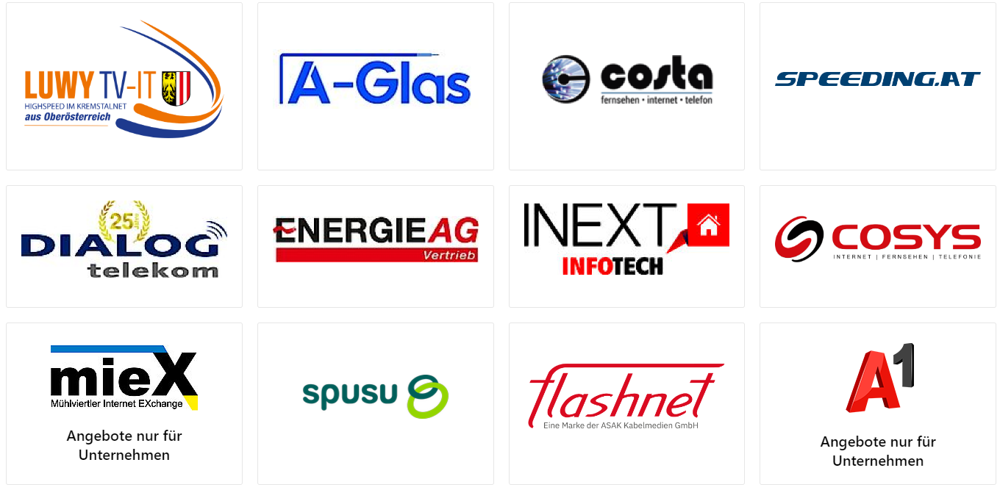 LUWY TV-IT
HIGHSPEED IM KREMSTALNET
aus Oberösterreich
A-Glas
costa
fernsehen · internet · telefon
SPEEDING.AT
25 Jahre
DIALOG
telekom
ENERGIE AG
Vertrieb
INEXT
INFOTECH
COSYS
INTERNET | FERNSEHEN | TELEFONIE
mieX
Mühlviertler Internet EXchange
Angebote nur für
Unternehmen
spusu
flashnet
Eine Marke der ASAK Kabelmedien GmbH
A1
Angebote nur für
Unternehmen